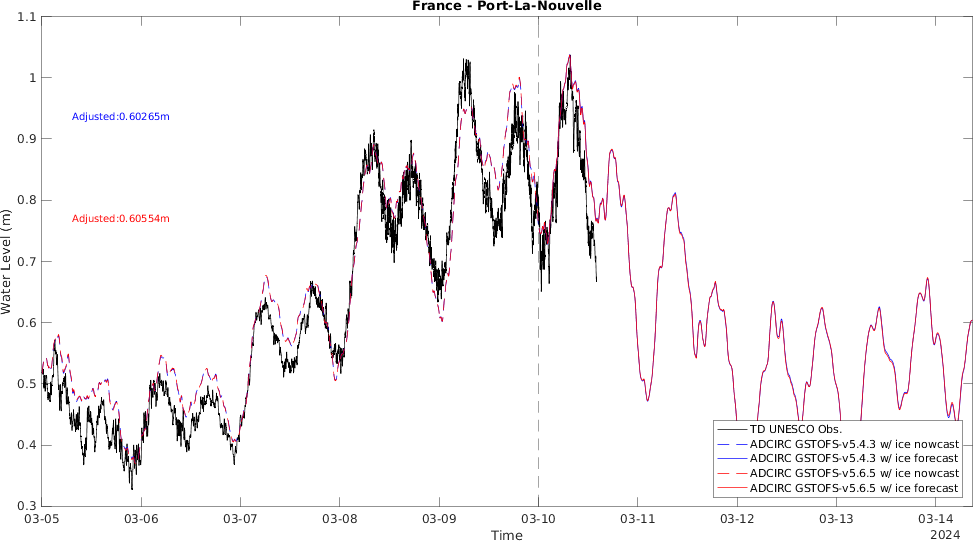 France - Port-La-Nouvelle
1.1
1
0.9
0.8
0.7
0.6
0.5
0.4
0.3
Water Level (m)
Adjusted:0.60265m
Adjusted:0.60554m
TD UNESCO Obs.
ADCIRC GSTOFS-v5.4.3 w/ ice nowcast
ADCIRC GSTOFS-v5.4.3 w/ ice forecast
ADCIRC GSTOFS-v5.6.5 w/ ice nowcast
ADCIRC GSTOFS-v5.6.5 w/ ice forecast
03-05 03-06 03-07 03-08 03-09 03-10 03-11 03-12 03-13 03-14
Time
2024